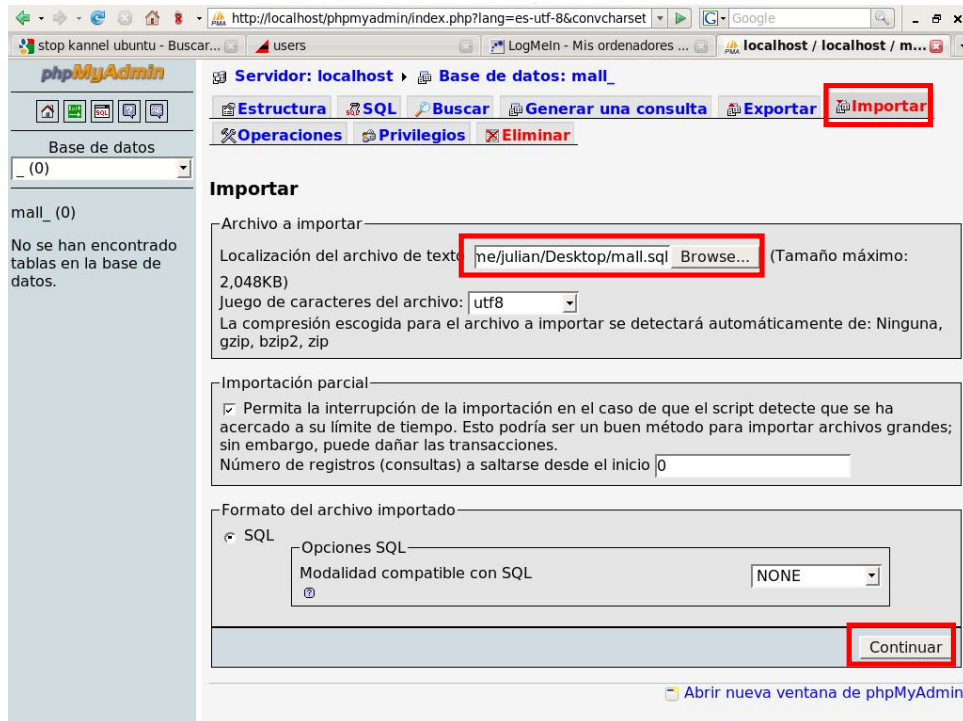 http://localhost/phpmyadmin/index.php?lang=es-utf-8&convcharset
Google
stop kannel ubuntu - Buscar...
users
LogMeIn - Mis ordenadores ...
localhost / localhost / m...
phpMyAdmin
Servidor: localhost
Base de datos: mall_
Estructura
SQL
Buscar
Generar una consulta
Exportar
Importar
Operaciones
Privilegios
Eliminar
Base de datos
_ (0)
mall_ (0)
No se han encontrado
tablas en la base de
datos.
Importar
Archivo a importar
Localización del archivo de texto me/julian/Desktop/mall.sql Browse... (Tamaño máximo:
2,048KB)
Juego de caracteres del archivo: utf8
La compresión escogida para el archivo a importar se detectará automáticamente de: Ninguna,
gzip, bzip2, zip
Importación parcial
Permita la interrupción de la importación en el caso de que el script detecte que se ha
acercado a su límite de tiempo. Esto podría ser un buen método para importar archivos grandes;
sin embargo, puede dañar las transacciones.
Número de registros (consultas) a saltarse desde el inicio 0
Formato del archivo importado
SQL
Opciones SQL
Modalidad compatible con SQL NONE
Continuar
Abrir nueva ventana de phpMyAdmin